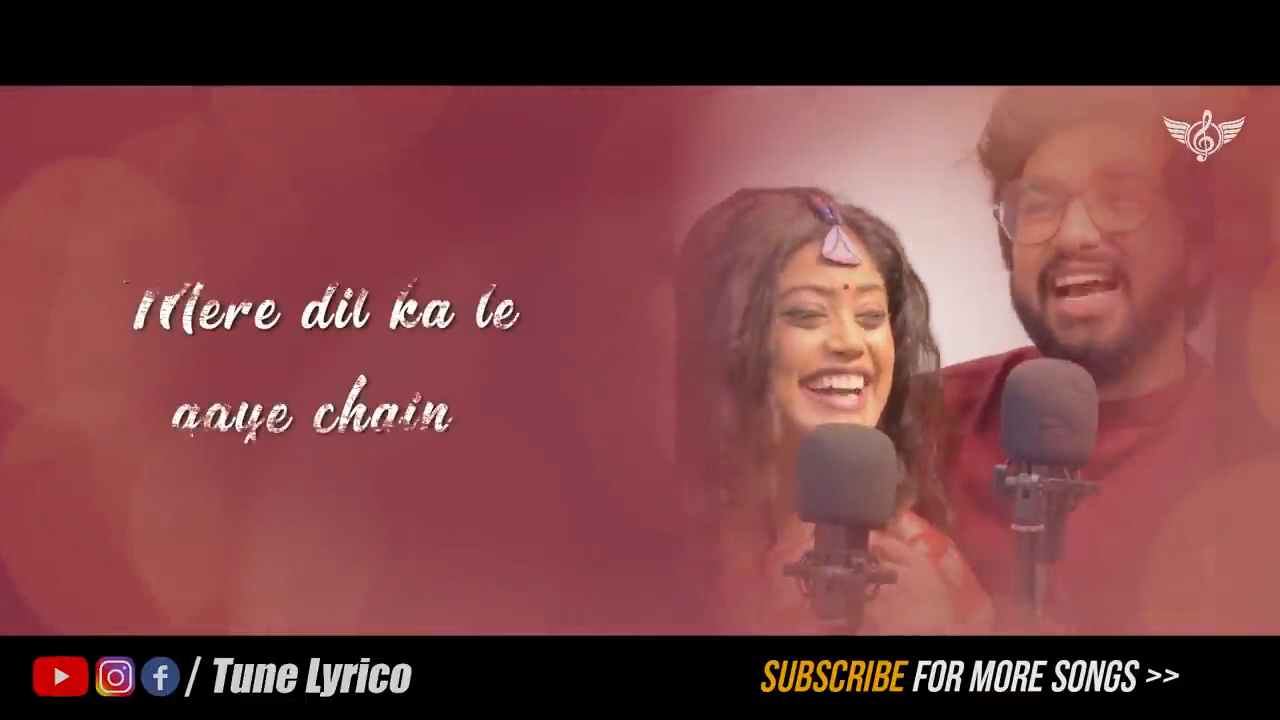 Mere dil ka le
aaye chain
/ Tune Lyrico
SUBSCRIBE FOR MORE SONGS >>